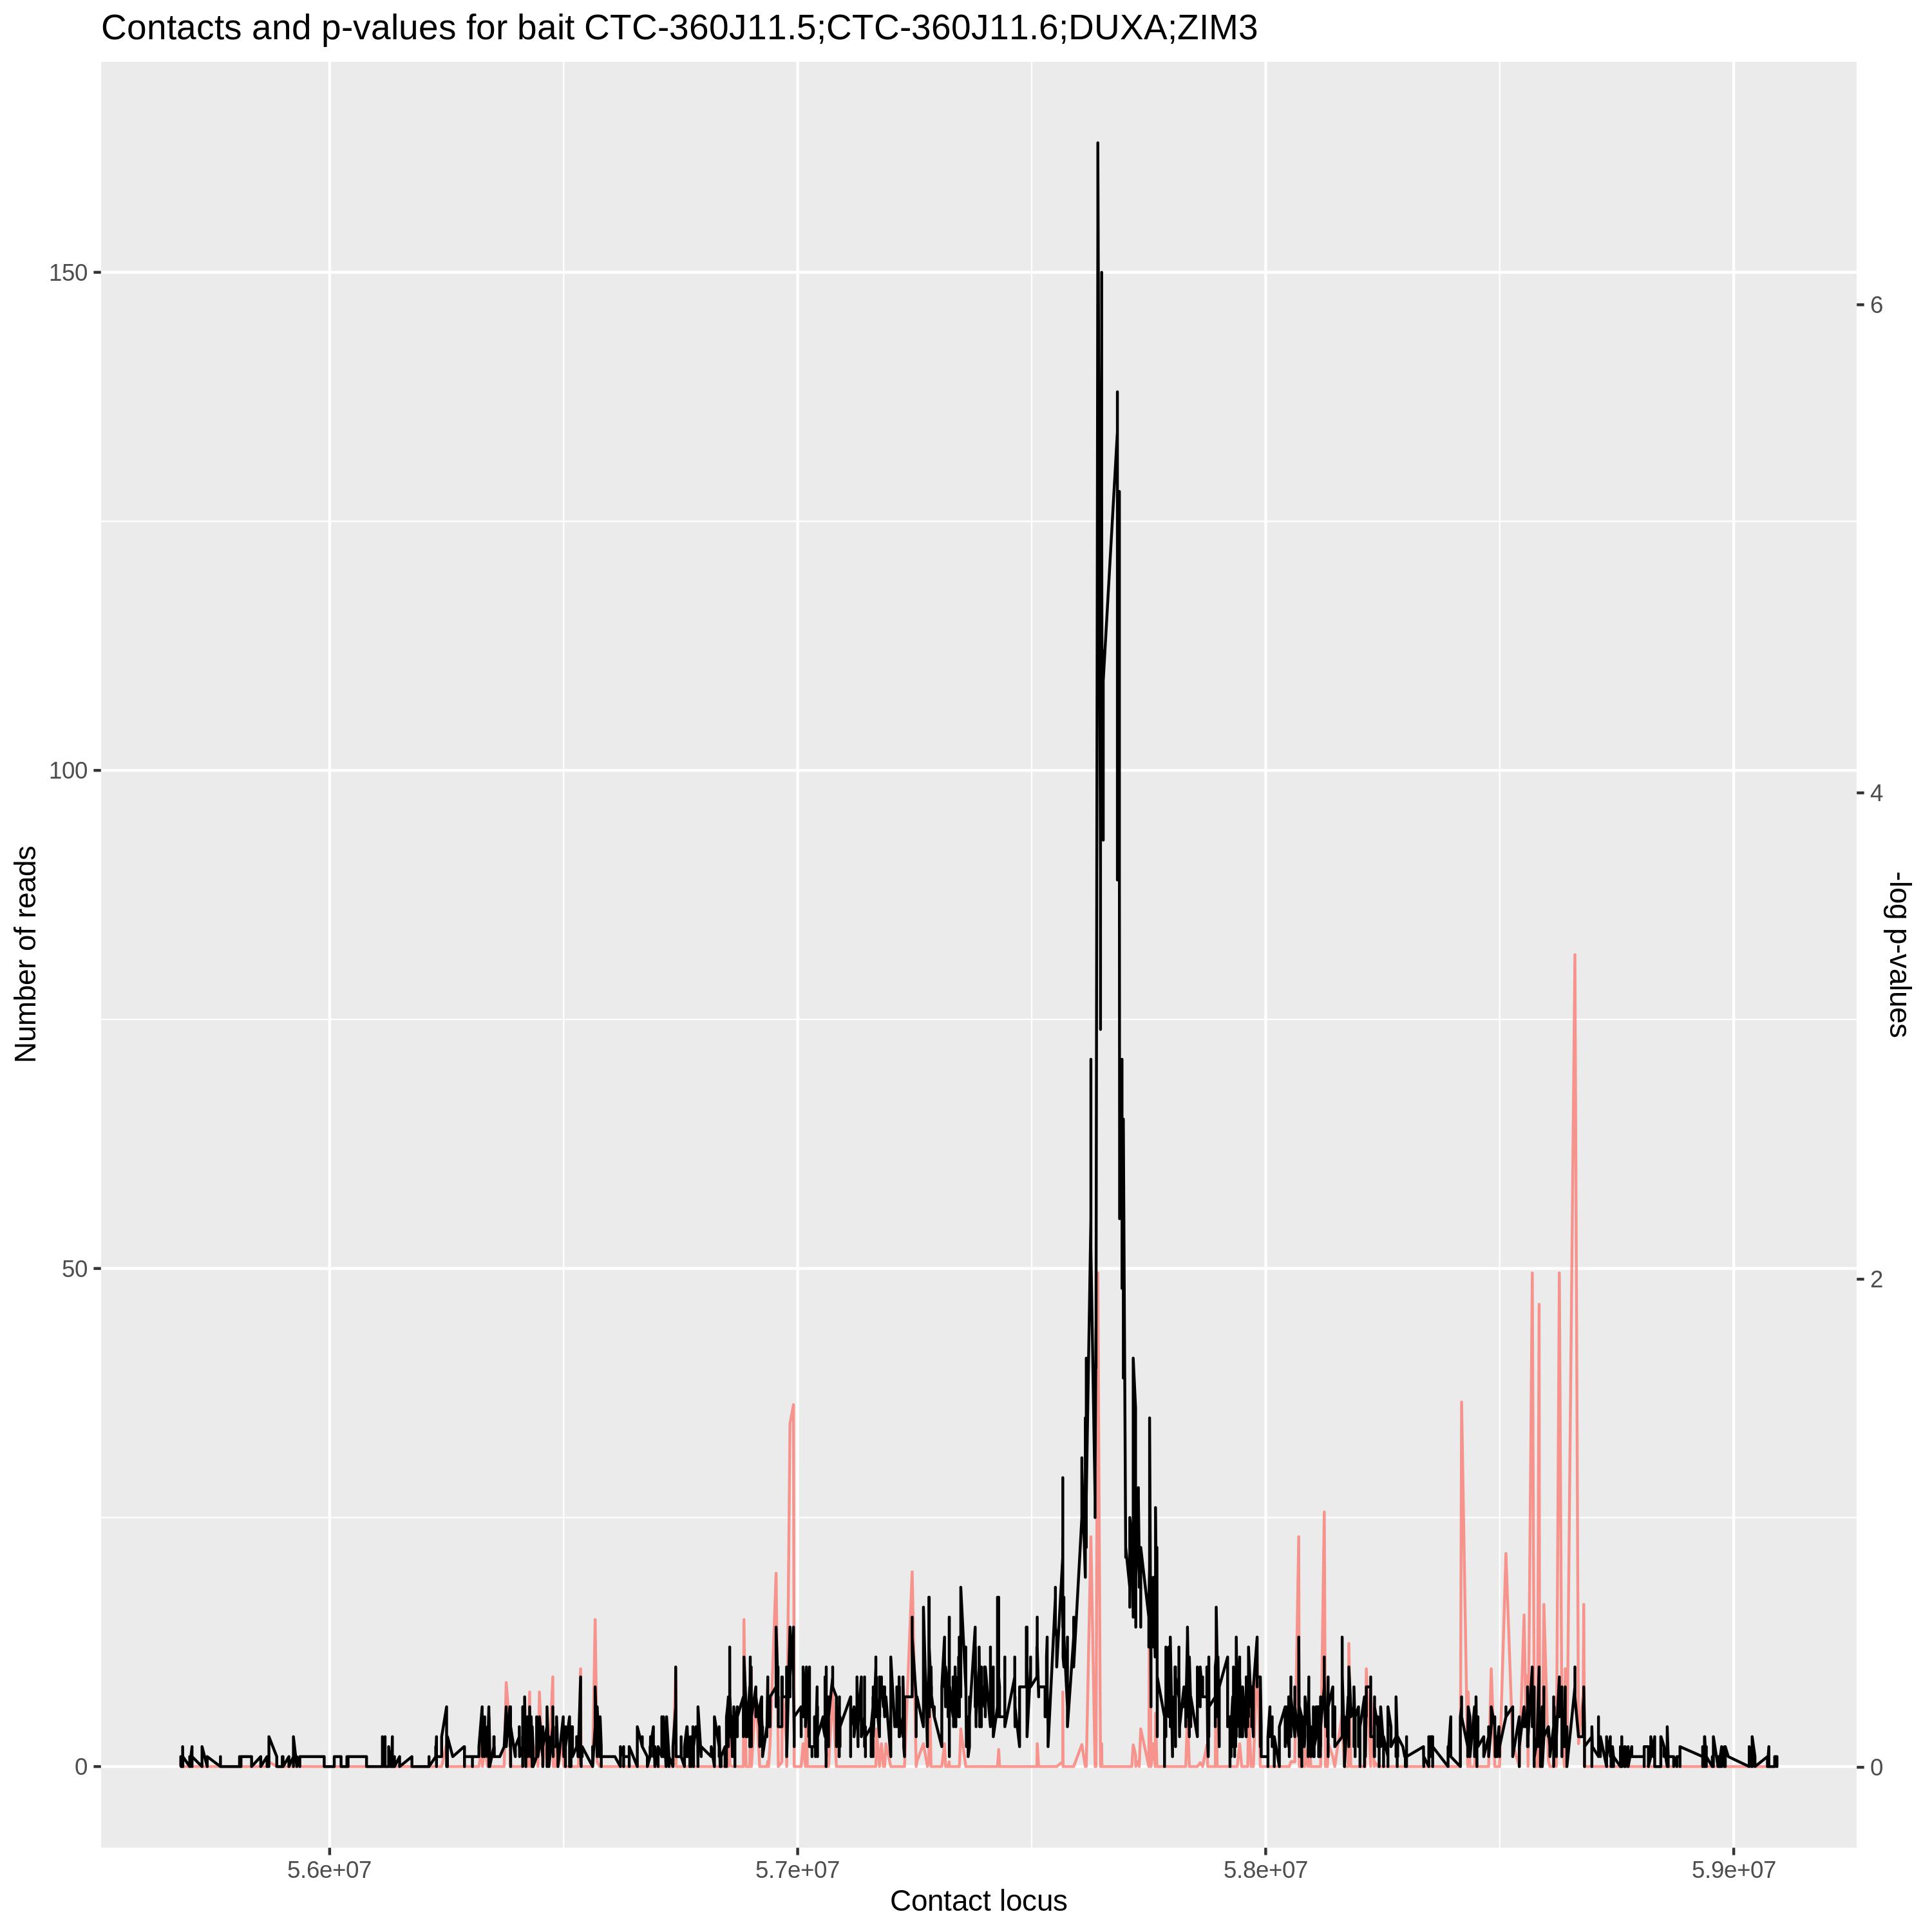 Contacts and p-values for bait CTC-360J11.5;CTC-360J11.6;DUXA;ZIM3
150
100
50
0
Number of reads
6
4
2
0
-log p-values
5.6e+07
5.7e+07
5.8e+07
5.9e+07
Contact locus